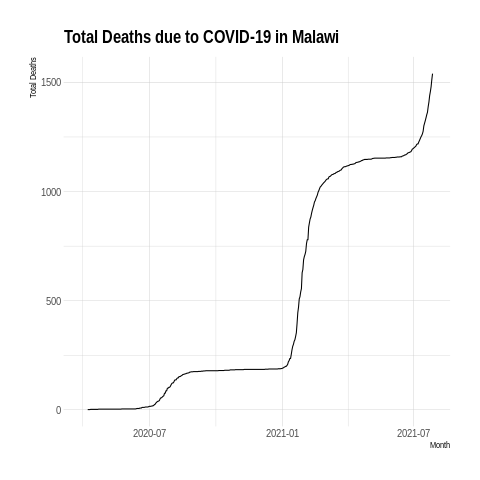 Total Deaths due to COVID-19 in Malawi
Total Deaths
1500
1000
500
0
2020-07
2021-01
2021-07
Month